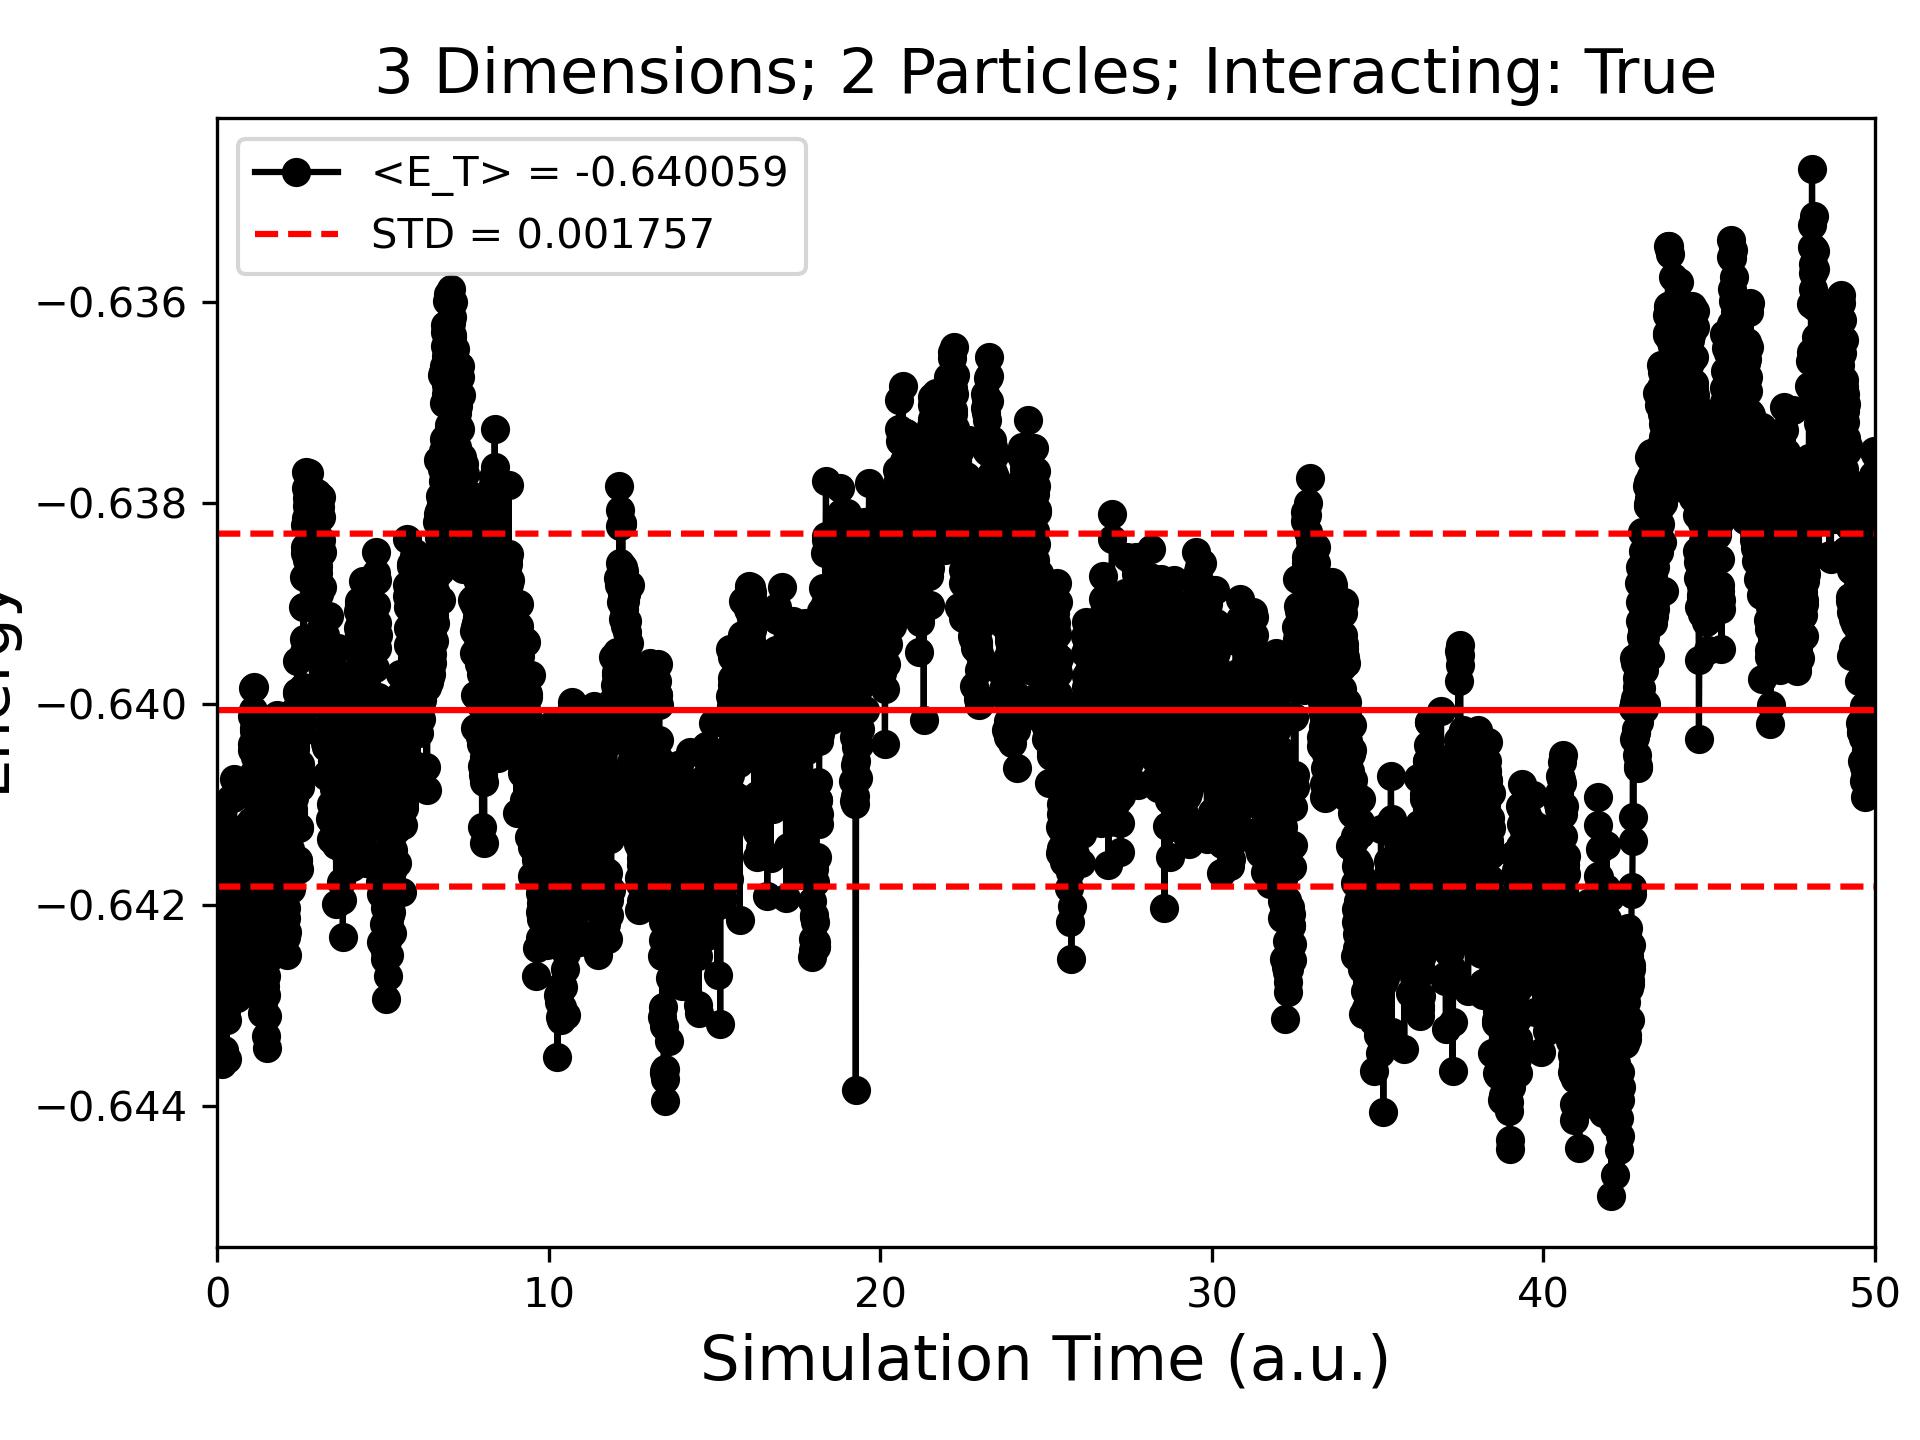 3 Dimensions; 2 Particles; Interacting: True
<E_T> = -0.640059
STD = 0.001757
Energy
−0.636
−0.638
−0.640
−0.642
−0.644
0 10 20 30 40 50
Simulation Time (a.u.)